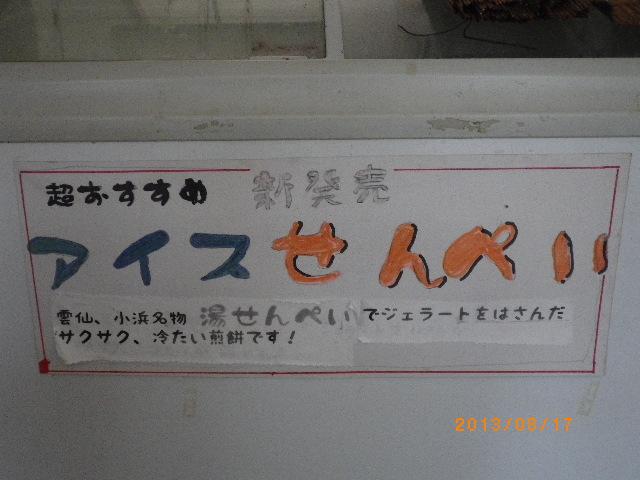 超おすすめ 新発売
アイスせんぺい
雲仙、小浜名物 湯せんぺいでジェラートをはさんだ
サクサク、冷たい煎餅です!
2013/08/17